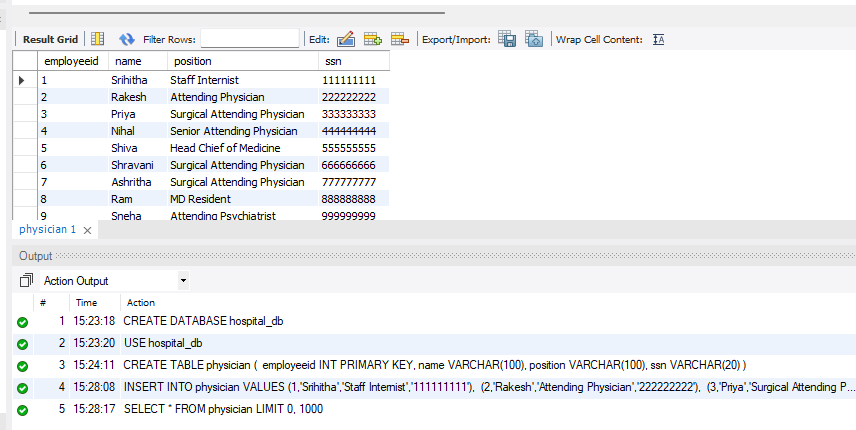 Result Grid Filter Rows: Edit: Export/Import: Wrap Cell Content:
employeeid name position ssn
1 Srihitha Staff Internist 111111111
2 Rakesh Attending Physician 222222222
3 Priya Surgical Attending Physician 333333333
4 Nihal Senior Attending Physician 444444444
5 Shiva Head Chief of Medicine 555555555
6 Shravani Surgical Attending Physician 666666666
7 Ashritha Surgical Attending Physician 777777777
8 Ram MD Resident 888888888
9 Sneha Attending Psychiatrist 999999999
physician 1
Output
Action Output
# Time Action
1 15:23:18 CREATE DATABASE hospital_db
2 15:23:20 USE hospital_db
3 15:24:11 CREATE TABLE physician ( employeeid INT PRIMARY KEY, name VARCHAR(100), position VARCHAR(100), ssn VARCHAR(20) )
4 15:28:08 INSERT INTO physician VALUES (1,'Srihitha','Staff Internist','111111111'), (2,'Rakesh','Attending Physician','222222222'), (3,'Priya','Surgical Attending P...
5 15:28:17 SELECT * FROM physician LIMIT 0, 1000